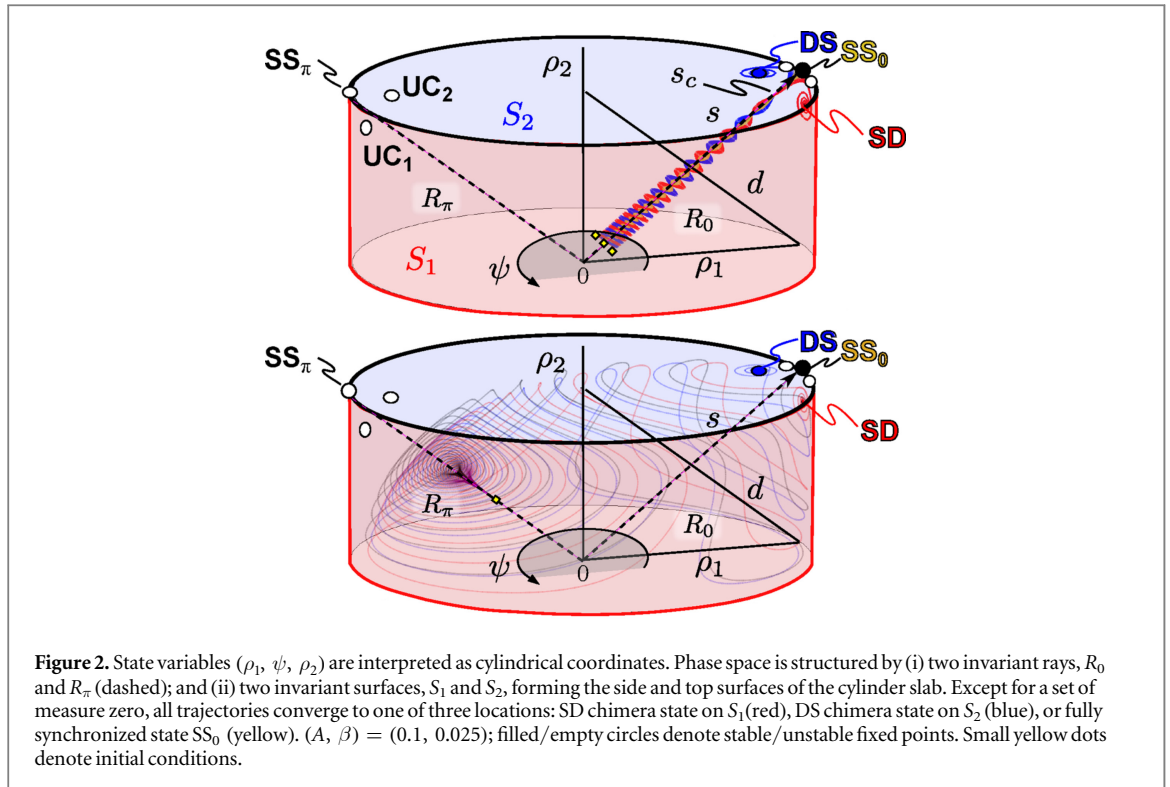 SS_π
UC₂
UC₁
ρ₂
S₂
s_c
s
DS
SS₀
SD
d
R_π
R₀
S₁
ψ
0
ρ₁
SS_π
ρ₂
DS
SS₀
s
SD
d
R_π
R₀
ψ
0
ρ₁
Figure 2. State variables (ρ₁, ψ, ρ₂) are interpreted as cylindrical coordinates. Phase space is structured by (i) two invariant rays, R₀
and R_π (dashed); and (ii) two invariant surfaces, S₁ and S₂, forming the side and top surfaces of the cylinder slab. Except for a set of
measure zero, all trajectories converge to one of three locations: SD chimera state on S₁(red), DS chimera state on S₂ (blue), or fully
synchronized state SS₀ (yellow). (A, β) = (0.1, 0.025); filled/empty circles denote stable/unstable fixed points. Small yellow dots
denote initial conditions.